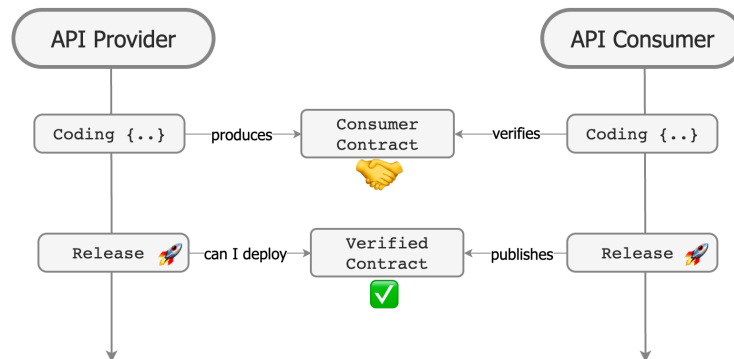 API Provider
API Consumer
Coding {..}
produces
Consumer
Contract
verifies
Coding {..}
Release
can I deploy
Verified
Contract
publishes
Release